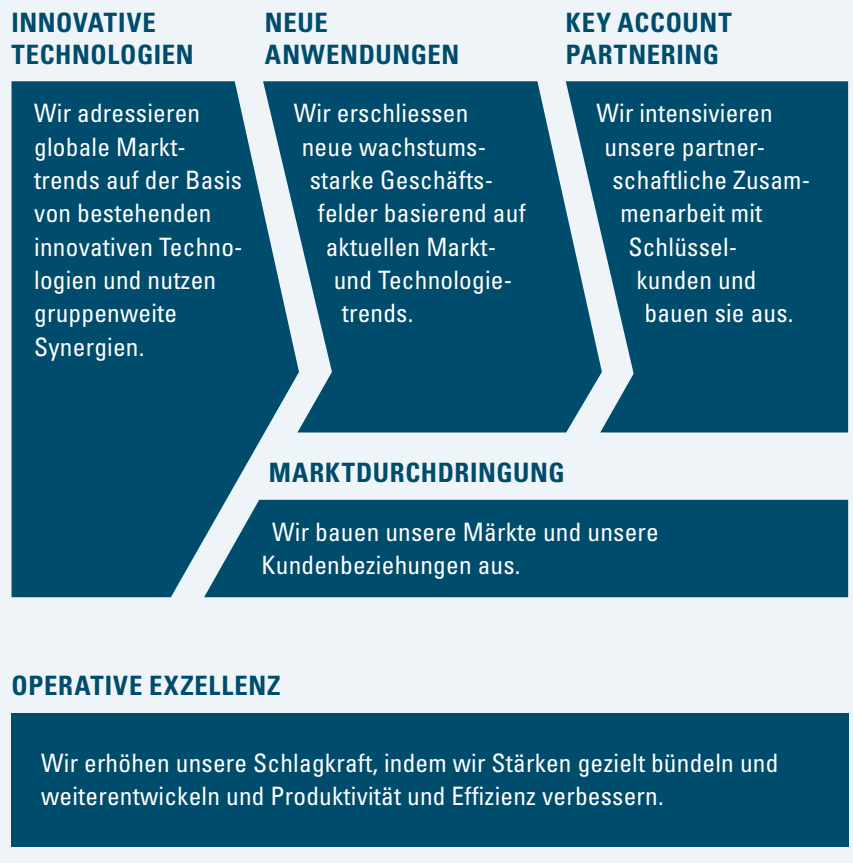 INNOVATIVE
TECHNOLOGIEN
Wir adressieren
globale Markt-
trends auf der Basis
von bestehenden
innovativen Techno-
logien und nutzen
gruppenweite
Synergien.
NEUE
ANWENDUNGEN
Wir erschliessen
neue wachstums-
starke Geschäfts-
felder basierend auf
aktuellen Markt-
und Technologie-
trends.
KEY ACCOUNT
PARTNERING
Wir intensivieren
unsere partner-
schaftliche Zusam-
menarbeit mit
Schlüssel-
kunden und
bauen sie aus.
MARKTDURCHDRINGUNG
Wir bauen unsere Märkte und unsere
Kundenbeziehungen aus.
OPERATIVE EXZELLENZ
Wir erhöhen unsere Schlagkraft, indem wir Stärken gezielt bündeln und
weiterentwickeln und Produktivität und Effizienz verbessern.